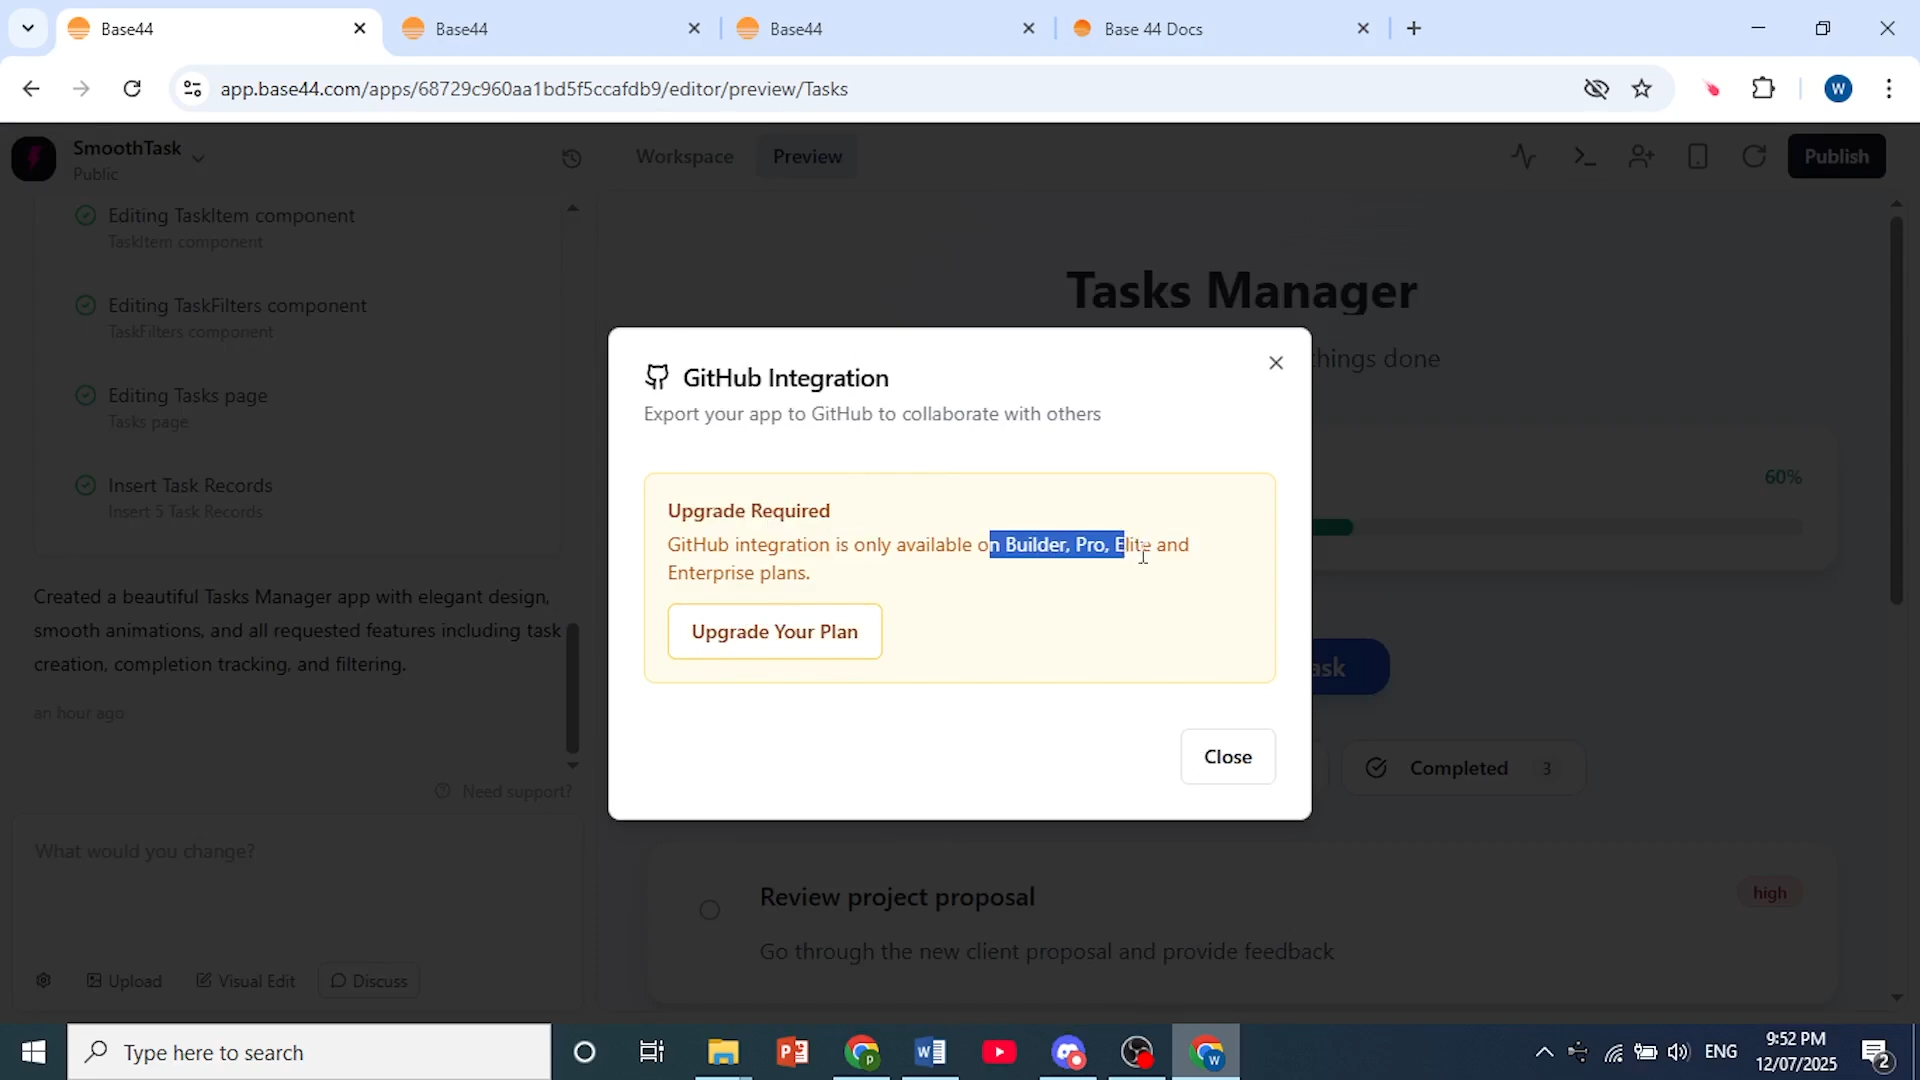 Base44
Base44
Base44
Base 44 Docs
app.base44.com/apps/68729c960aa1bd5f5ccafdb9/editor/preview/Tasks
W
SmoothTask
Public
Workspace
Preview
Publish
Editing TaskItem component
TaskItem component
Editing TaskFilters component
TaskFilters component
Editing Tasks page
Tasks page
Insert Task Records
Insert 5 Task Records
Created a beautiful Tasks Manager app with elegant design,
smooth animations, and all requested features including task
creation, completion tracking, and filtering.
an hour ago
Need support?
What would you change?
Upload
Visual Edit
Discuss
Tasks Manager
things done
60%
GitHub Integration
Export your app to GitHub to collaborate with others
Upgrade Required
GitHub integration is only available on Builder, Pro, Elite and
Enterprise plans.
Upgrade Your Plan
Close
Completed 3
Review project proposal
high
Go through the new client proposal and provide feedback
Type here to search
ENG
9:52 PM
12/07/2025
2